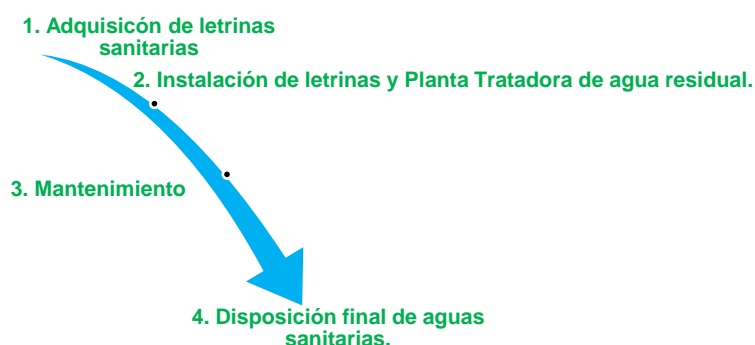 1. Adquisicón de letrinas
sanitarias
2. Instalación de letrinas y Planta Tratadora de agua residual.
3. Mantenimiento
4. Disposición final de aguas
sanitarias.